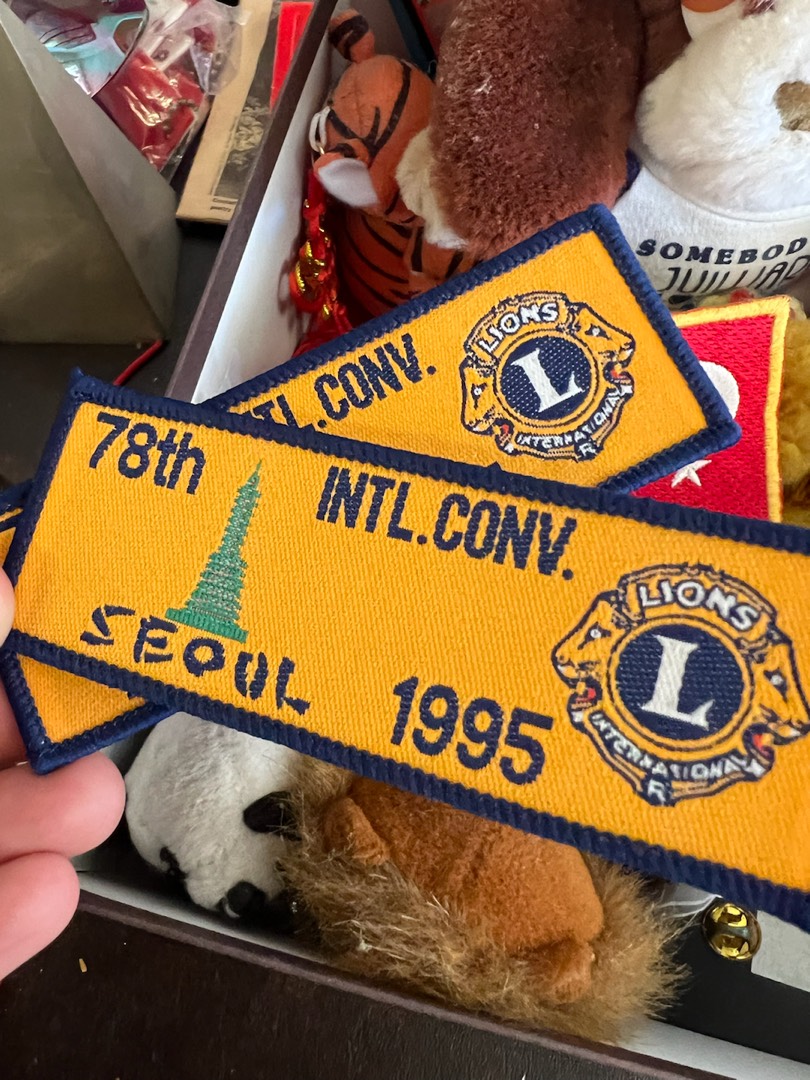 SOMEBOD
INTL.CONV.
LIONS
L
INTERNATIONAL
R
78th
INTL.CONV.
SEOUL
1995
LIONS
L
INTERNATIONAL
R